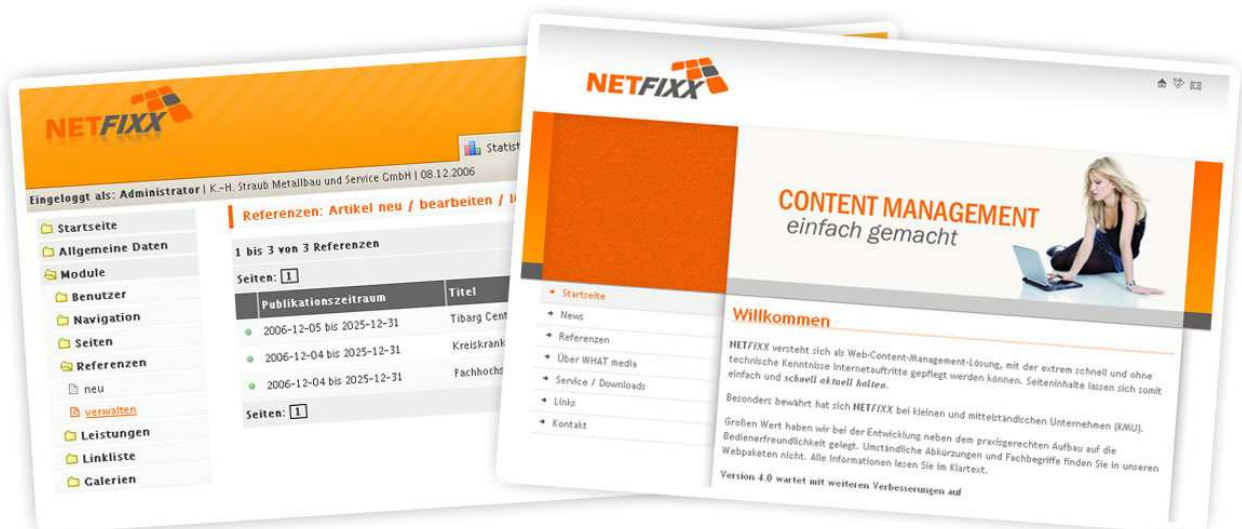 NETFIXX
Eingeloggt als: Administrator | K.-H. Straub Metallbau und Service GmbH | 08.12.2006
Startseite
Allgemeine Daten
Module
Benutzer
Navigation
Seiten
Referenzen
neu
verwalten
Leistungen
Linkliste
Galerien
Referenzen: Artikel neu / bearbeiten /
1 bis 3 von 3 Referenzen
Seiten: 1
Publikationszeitraum Titel
2006-12-05 bis 2025-12-31 Tibarg Cent
2006-12-04 bis 2025-12-31 Kreiskrank
2006-12-04 bis 2025-12-31 Fachhochs
Seiten: 1
Statist
NETFIXX
CONTENT MANAGEMENT
einfach gemacht
Startseite
News
Referenzen
Über WHAT media
Service / Downloads
Links
Kontakt
Willkommen
NETFIXX versteht sich als Web-Content-Management-Lösung, mit der extrem schnell und ohne
technische Kenntnisse Internetauftritte gepflegt werden können. Seiteninhalte lassen sich somit
einfach und schnell aktuell halten.
Besonders bewährt hat sich NETFIXX bei kleinen und mittelständischen Unternehmen (KMU).
Großen Wert haben wir bei der Entwicklung neben dem praxisgerechten Aufbau auf die
Bedienerfreundlichkeit gelegt. Umständliche Abkürzungen und Fachbegriffe finden Sie in unseren
Webpaketen nicht. Alle Informationen lesen Sie im Klartext.
Version 4.0 wartet mit weiteren Verbesserungen auf